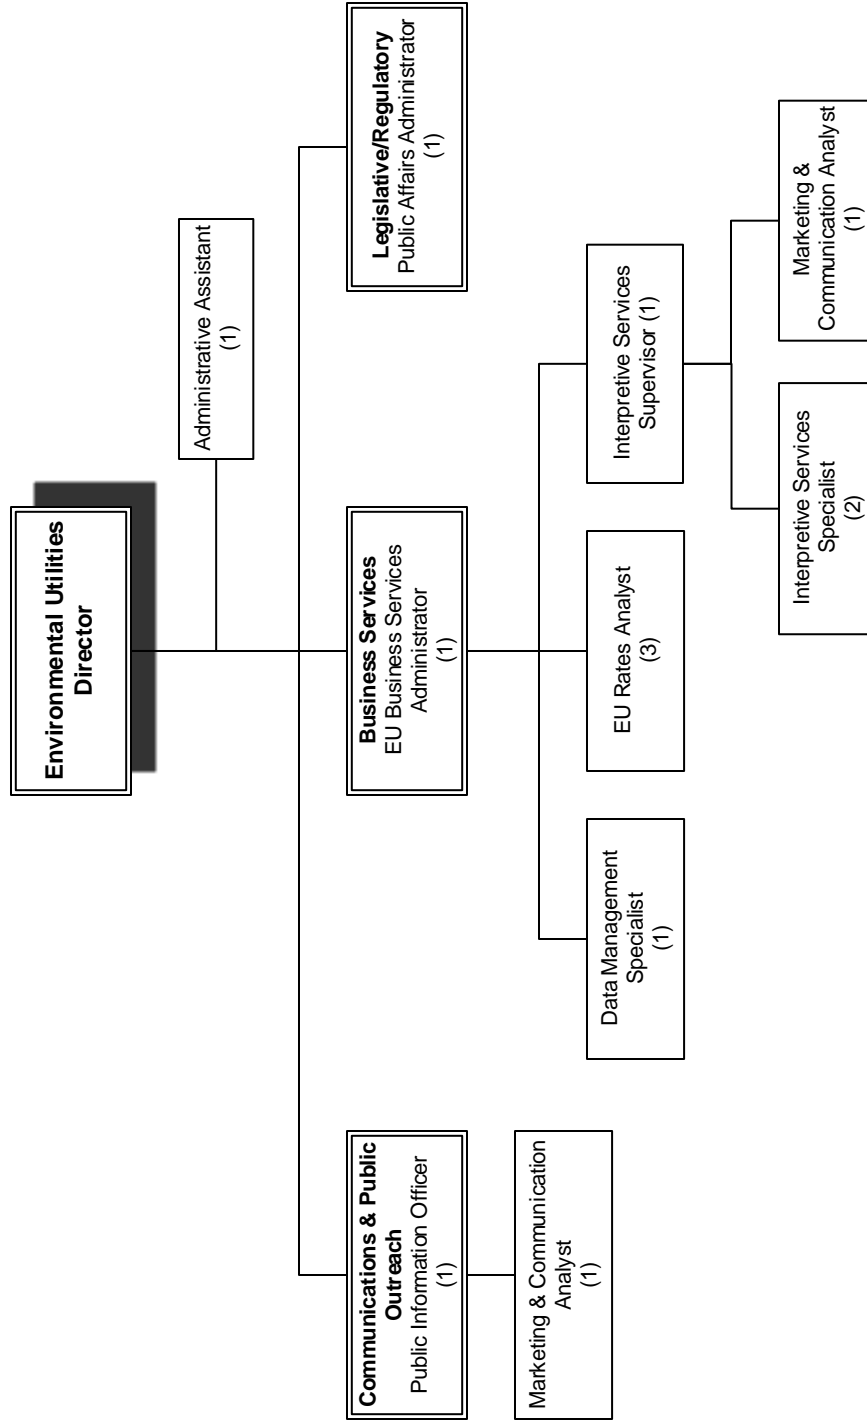 Environmental Utilities
Director
Administrative Assistant
(1)
Communications & Public
Outreach
Public Information Officer
(1)
Business Services
EU Business Services
Administrator
(1)
Legislative/Regulatory
Public Affairs Administrator
(1)
Marketing & Communication
Analyst
(1)
Data Management
Specialist
(1)
EU Rates Analyst
(3)
Interpretive Services
Supervisor (1)
Interpretive Services
Specialist
(2)
Marketing &
Communication Analyst
(1)